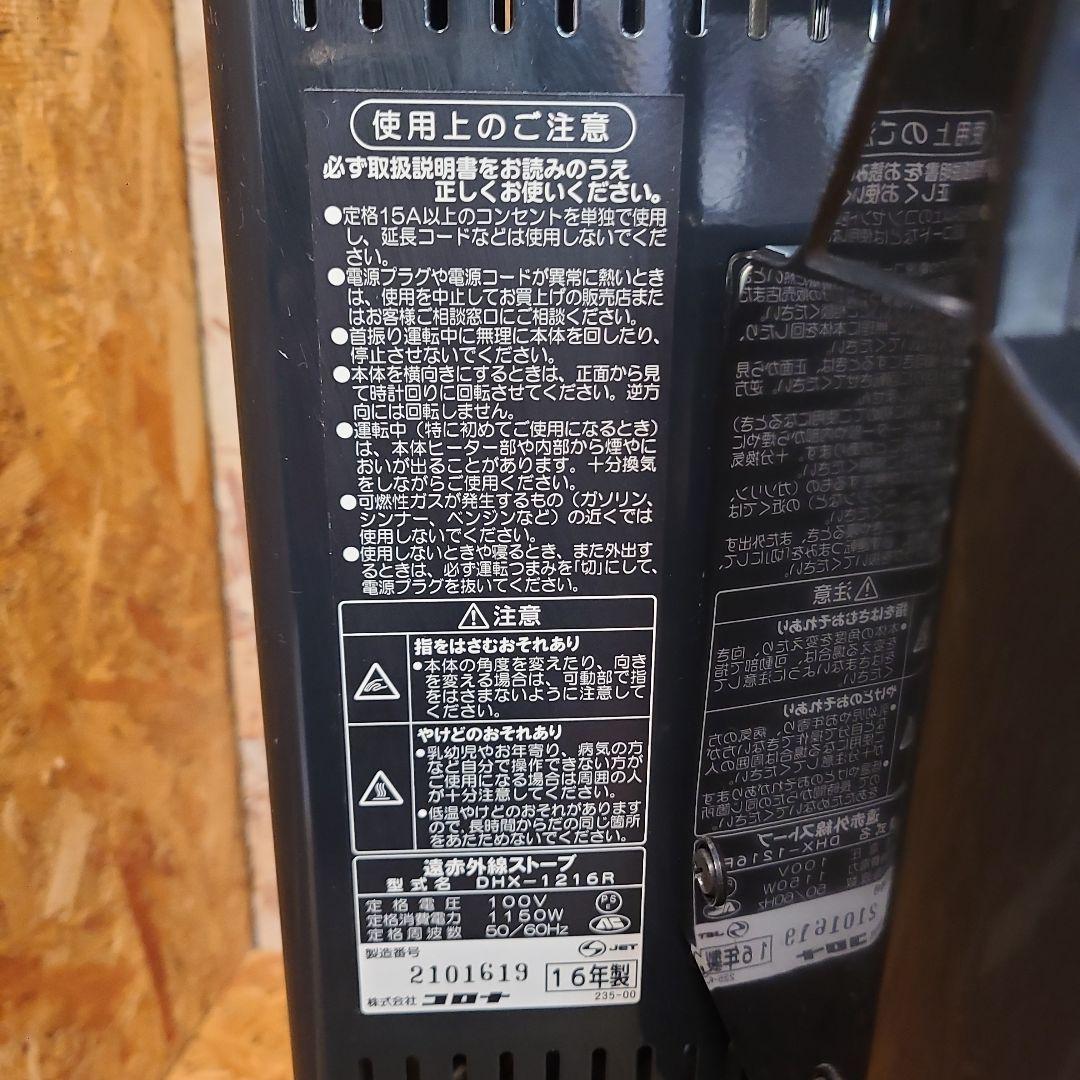 使用上のご注意
必ず取扱説明書をお読みのうえ
正しくお使いください。
●定格15A以上のコンセントを単独で使用
し、延長コードなどは使用しないでくだ
さい。
●電源プラグや電源コードが異常に熱いとき
は、使用を中止してお買上げの販売店また
はお客様ご相談窓口にご相談ください。
●首振り運転中に無理に本体を回したり、
停止させないでください。
●本体を横向きにするときは、正面から見
て時計回りに回転させてください。逆方
向には回転しません。
●運転中（特に初めてご使用になるとき）
は、本体ヒーター部や内部から煙やに
おいが出ることがあります。十分換気
をしながらご使用ください。
●可燃性ガスが発生するもの（ガソリン、
シンナー、ベンジンなど）の近くでは
使用しないでください。
●使用しないときや寝るとき、また外出す
るときは、必ず運転つまみを「切」にして、
電源プラグを抜いてください。
⚠注意
指をはさむおそれあり
●本体の角度を変えたり、向き
を変える場合は、可動部で指
をはさまないように注意して
ください。
やけどのおそれあり
●乳幼児やお年寄り、病気の方
など自分で操作できない方が
ご使用になる場合は周囲の人
が十分注意してください。
●低温やけどのおそれがあります
ので、長時間からだの同じ箇所
をあたためないでください。
遠赤外線ストーブ
型式名 DHX-1216R
定格電圧 100V
定格消費電力 1150W
定格周波数 50/60Hz
PSE
JET
製造番号
2101619 16年製
株式会社 コロナ 235-00